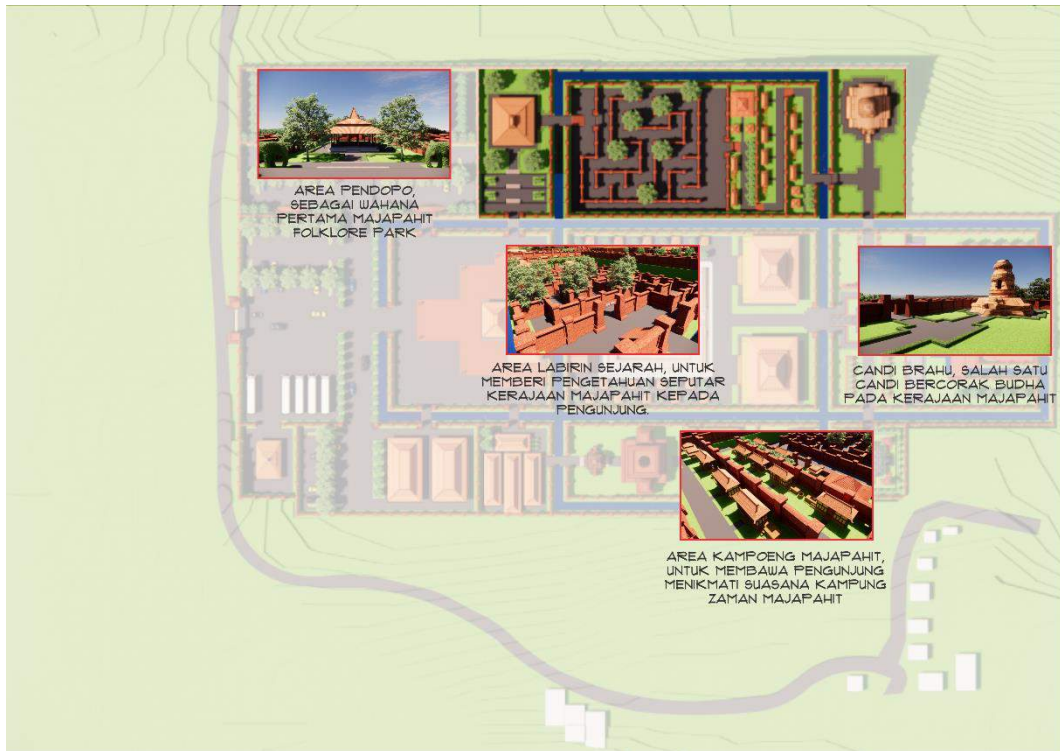 AREA PENDOPO,
SEBAGAI WAHANA
PERTAMA MAJAPAHIT
FOLKLORE PARK
AREA LABIRIN SEJARAH, UNTUK
MEMBERI PENGETAHUAN SEPUTAR
KERAJAAN MAJAPAHIT KEPADA
PENGUNJUNG.
CANDI BRAHU, SALAH SATU
CANDI BERCORAK BUDHA
PADA KERAJAAN MAJAPAHIT
AREA KAMPOENG MAJAPAHIT,
UNTUK MEMBAWA PENGUNJUNG
MENIKMATI SUASANA KAMPUNG
ZAMAN MAJAPAHIT